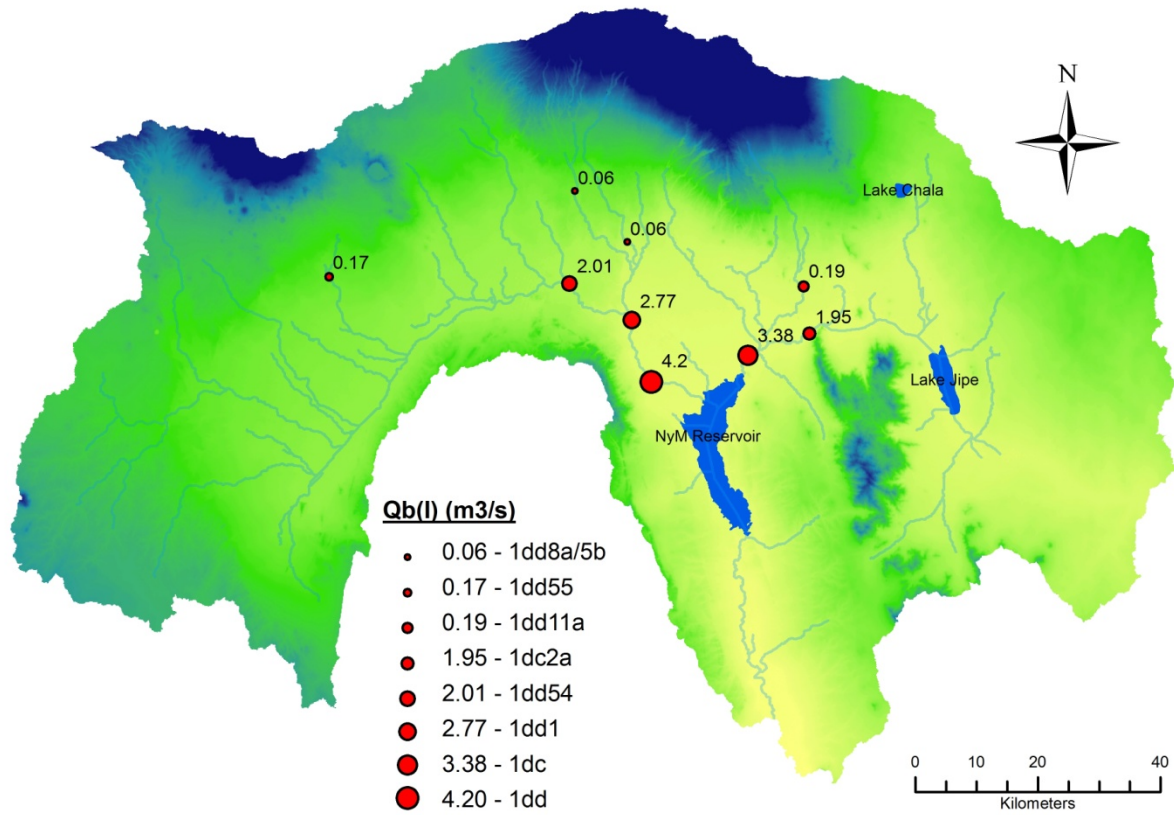 N
Lake Chala
0.06
0.06
0.17
2.01
0.19
2.77
1.95
3.38
4.2
Lake Jipe
NyM Reservoir
Qb(I) (m3/s)
0.06 - 1dd8a/5b
0.17 - 1dd55
0.19 - 1dd11a
1.95 - 1dc2a
2.01 - 1dd54
2.77 - 1dd1
3.38 - 1dc
4.20 - 1dd
0 10 20 40
Kilometers